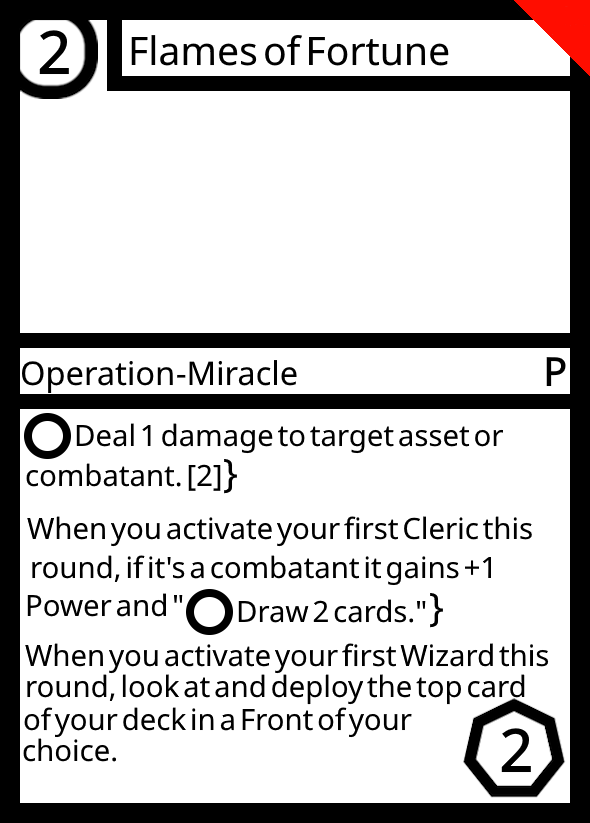 2
Flames of Fortune
Operation-Miracle P
Deal 1 damage to target asset or
combatant. [2]}
When you activate your first Cleric this
round, if it's a combatant it gains +1
Power and "Draw 2 cards."}
When you activate your first Wizard this
round, look at and deploy the top card
of your deck in a Front of your
choice.
2